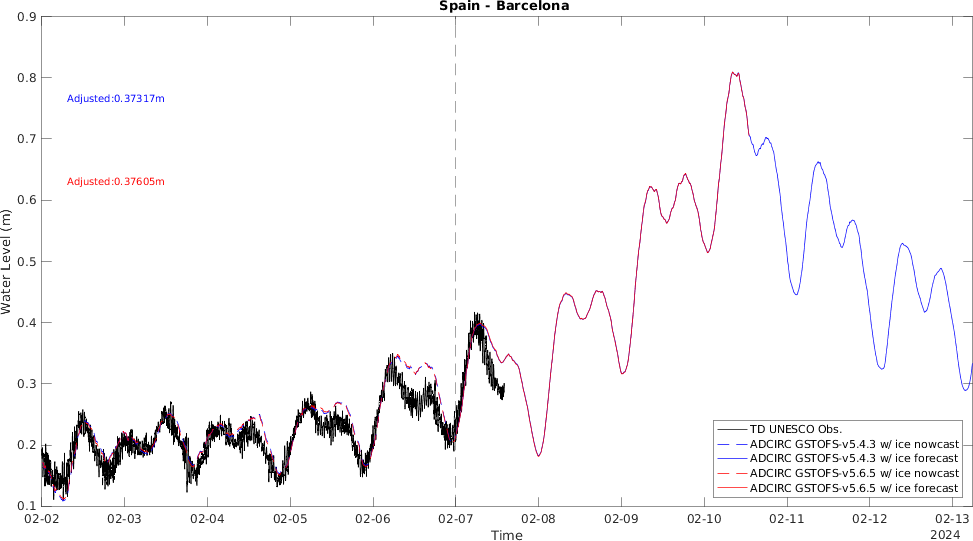 Spain - Barcelona
0.9
0.8
0.7
0.6
0.5
0.4
0.3
0.2
0.1
Water Level (m)
Adjusted:0.37317m
Adjusted:0.37605m
TD UNESCO Obs.
ADCIRC GSTOFS-v5.4.3 w/ ice nowcast
ADCIRC GSTOFS-v5.4.3 w/ ice forecast
ADCIRC GSTOFS-v5.6.5 w/ ice nowcast
ADCIRC GSTOFS-v5.6.5 w/ ice forecast
02-02 02-03 02-04 02-05 02-06 02-07 02-08 02-09 02-10 02-11 02-12 02-13
Time
2024